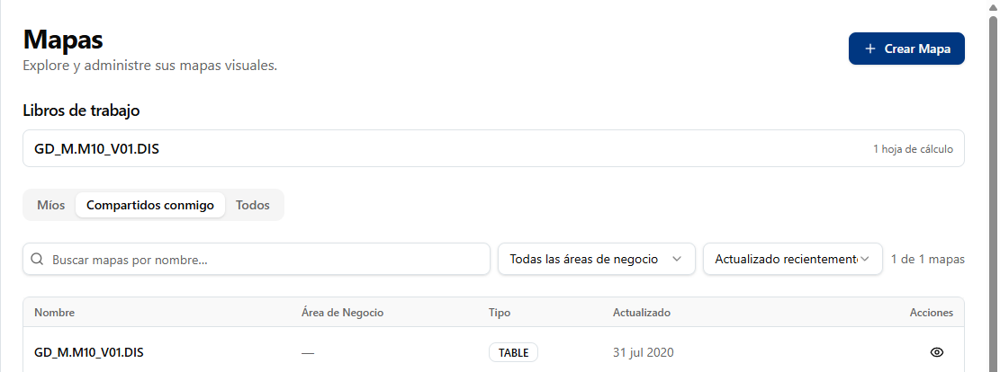 Mapas
Explore y administre sus mapas visuales.
+ Crear Mapa
Libros de trabajo
GD_M.M10_V01.DIS 1 hoja de cálculo
Míos Compartidos conmigo Todos
Buscar mapas por nombre... Todas las áreas de negocio Actualizado recientement 1 de 1 mapas
Nombre Área de Negocio Tipo Actualizado Acciones
GD_M.M10_V01.DIS — TABLE 31 jul 2020